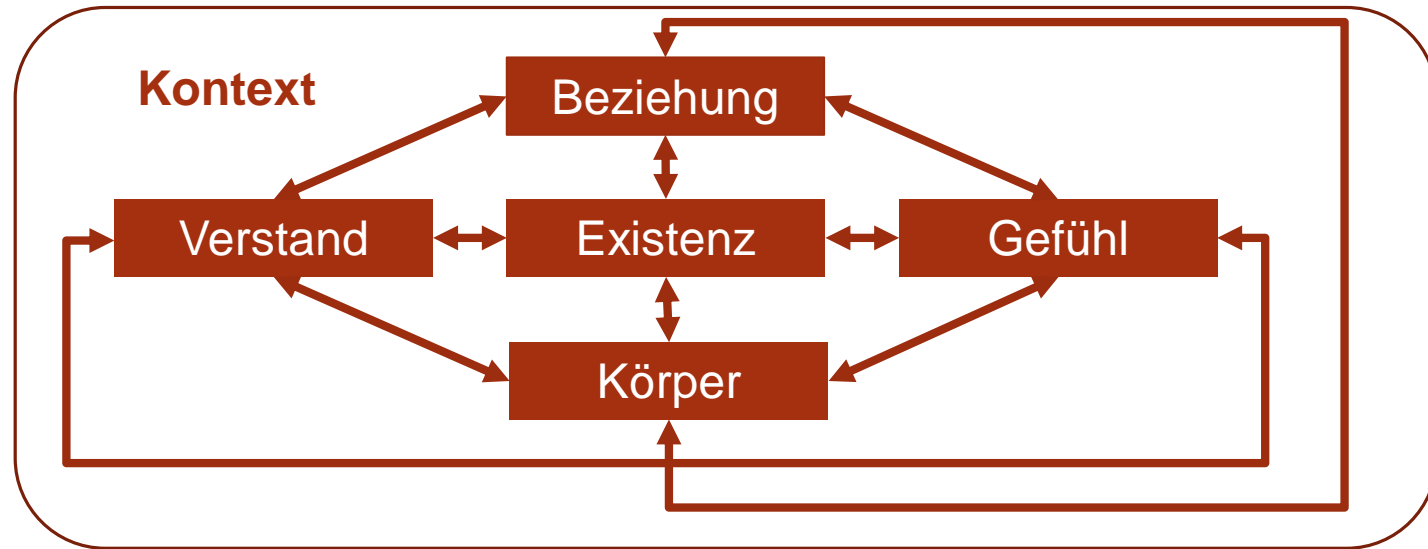 Kontext
Beziehung
Verstand
Existenz
Gefühl
Körper